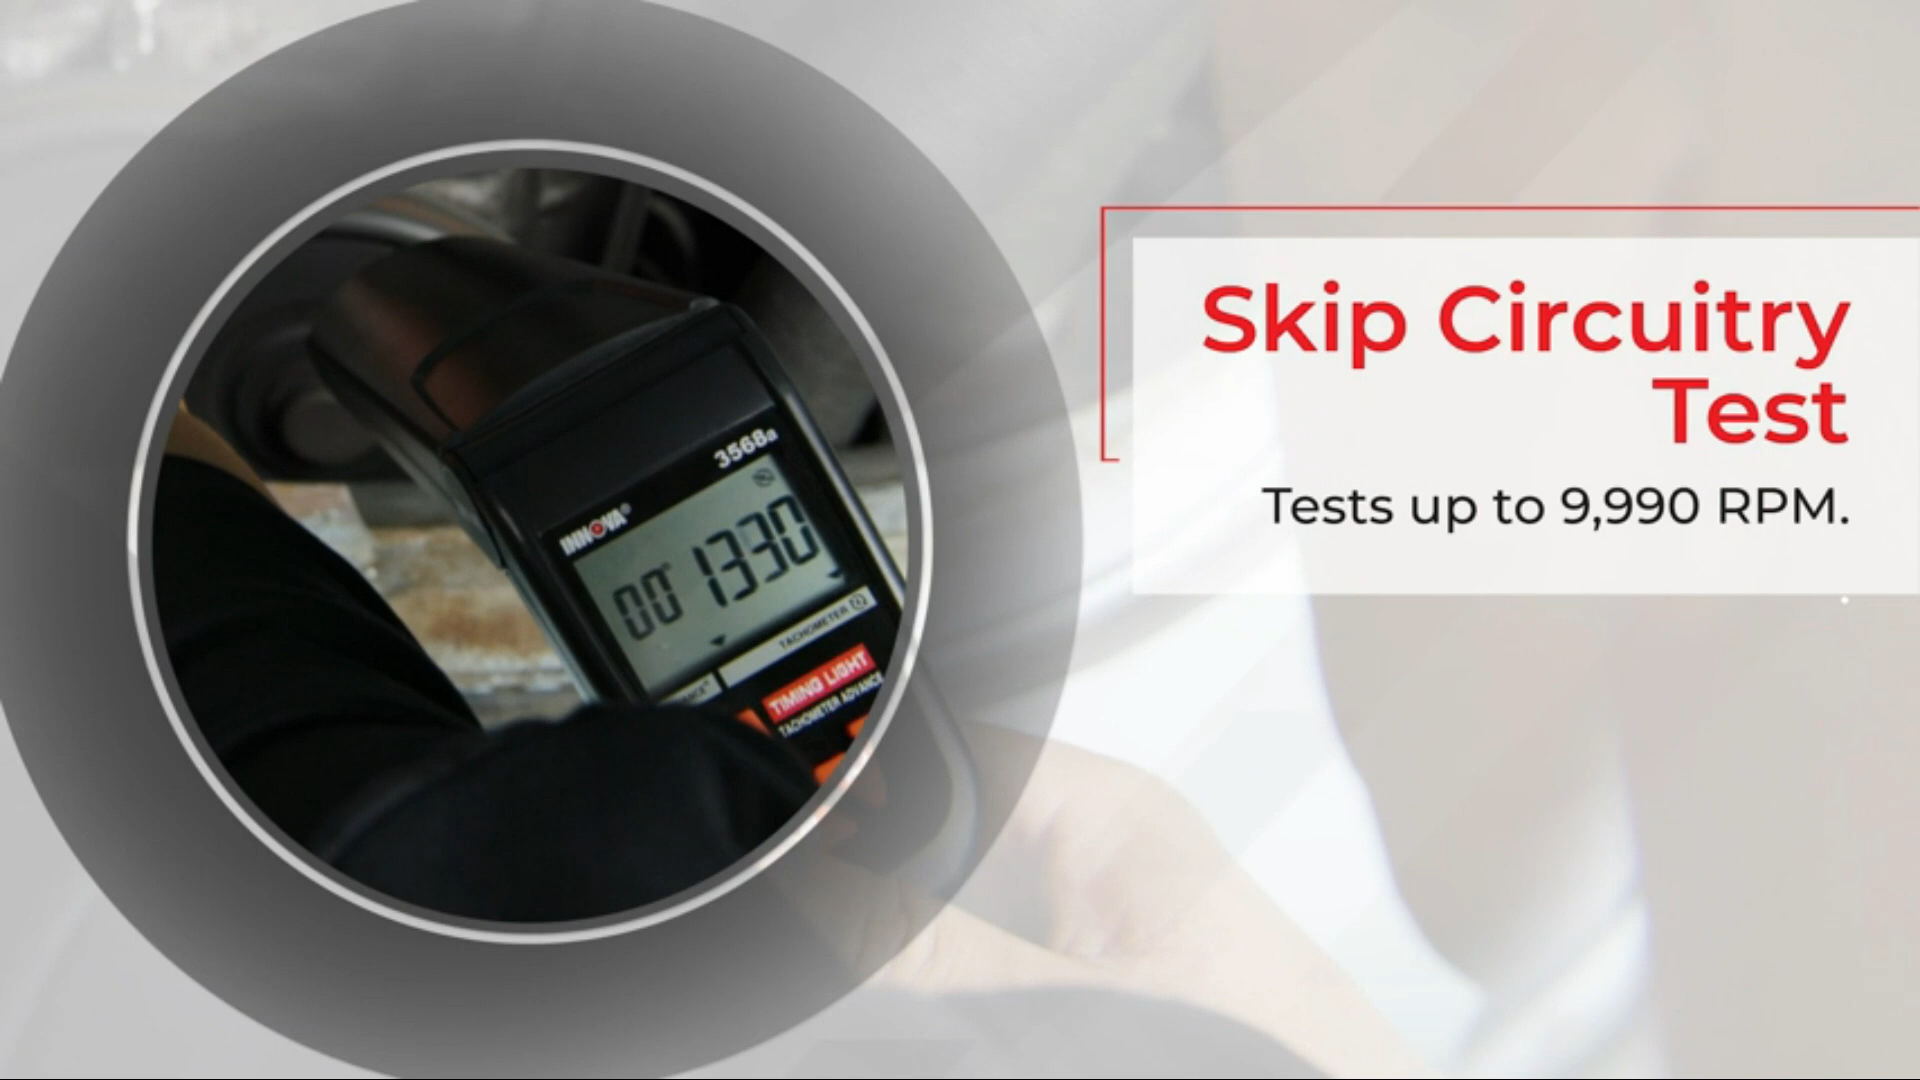 Skip Circuitry
Test
Tests up to 9,990 RPM.
3568a
INNOVA®
00° 1330
TACHOMETER
TIMING LIGHT
TACHOMETER ADVANCE